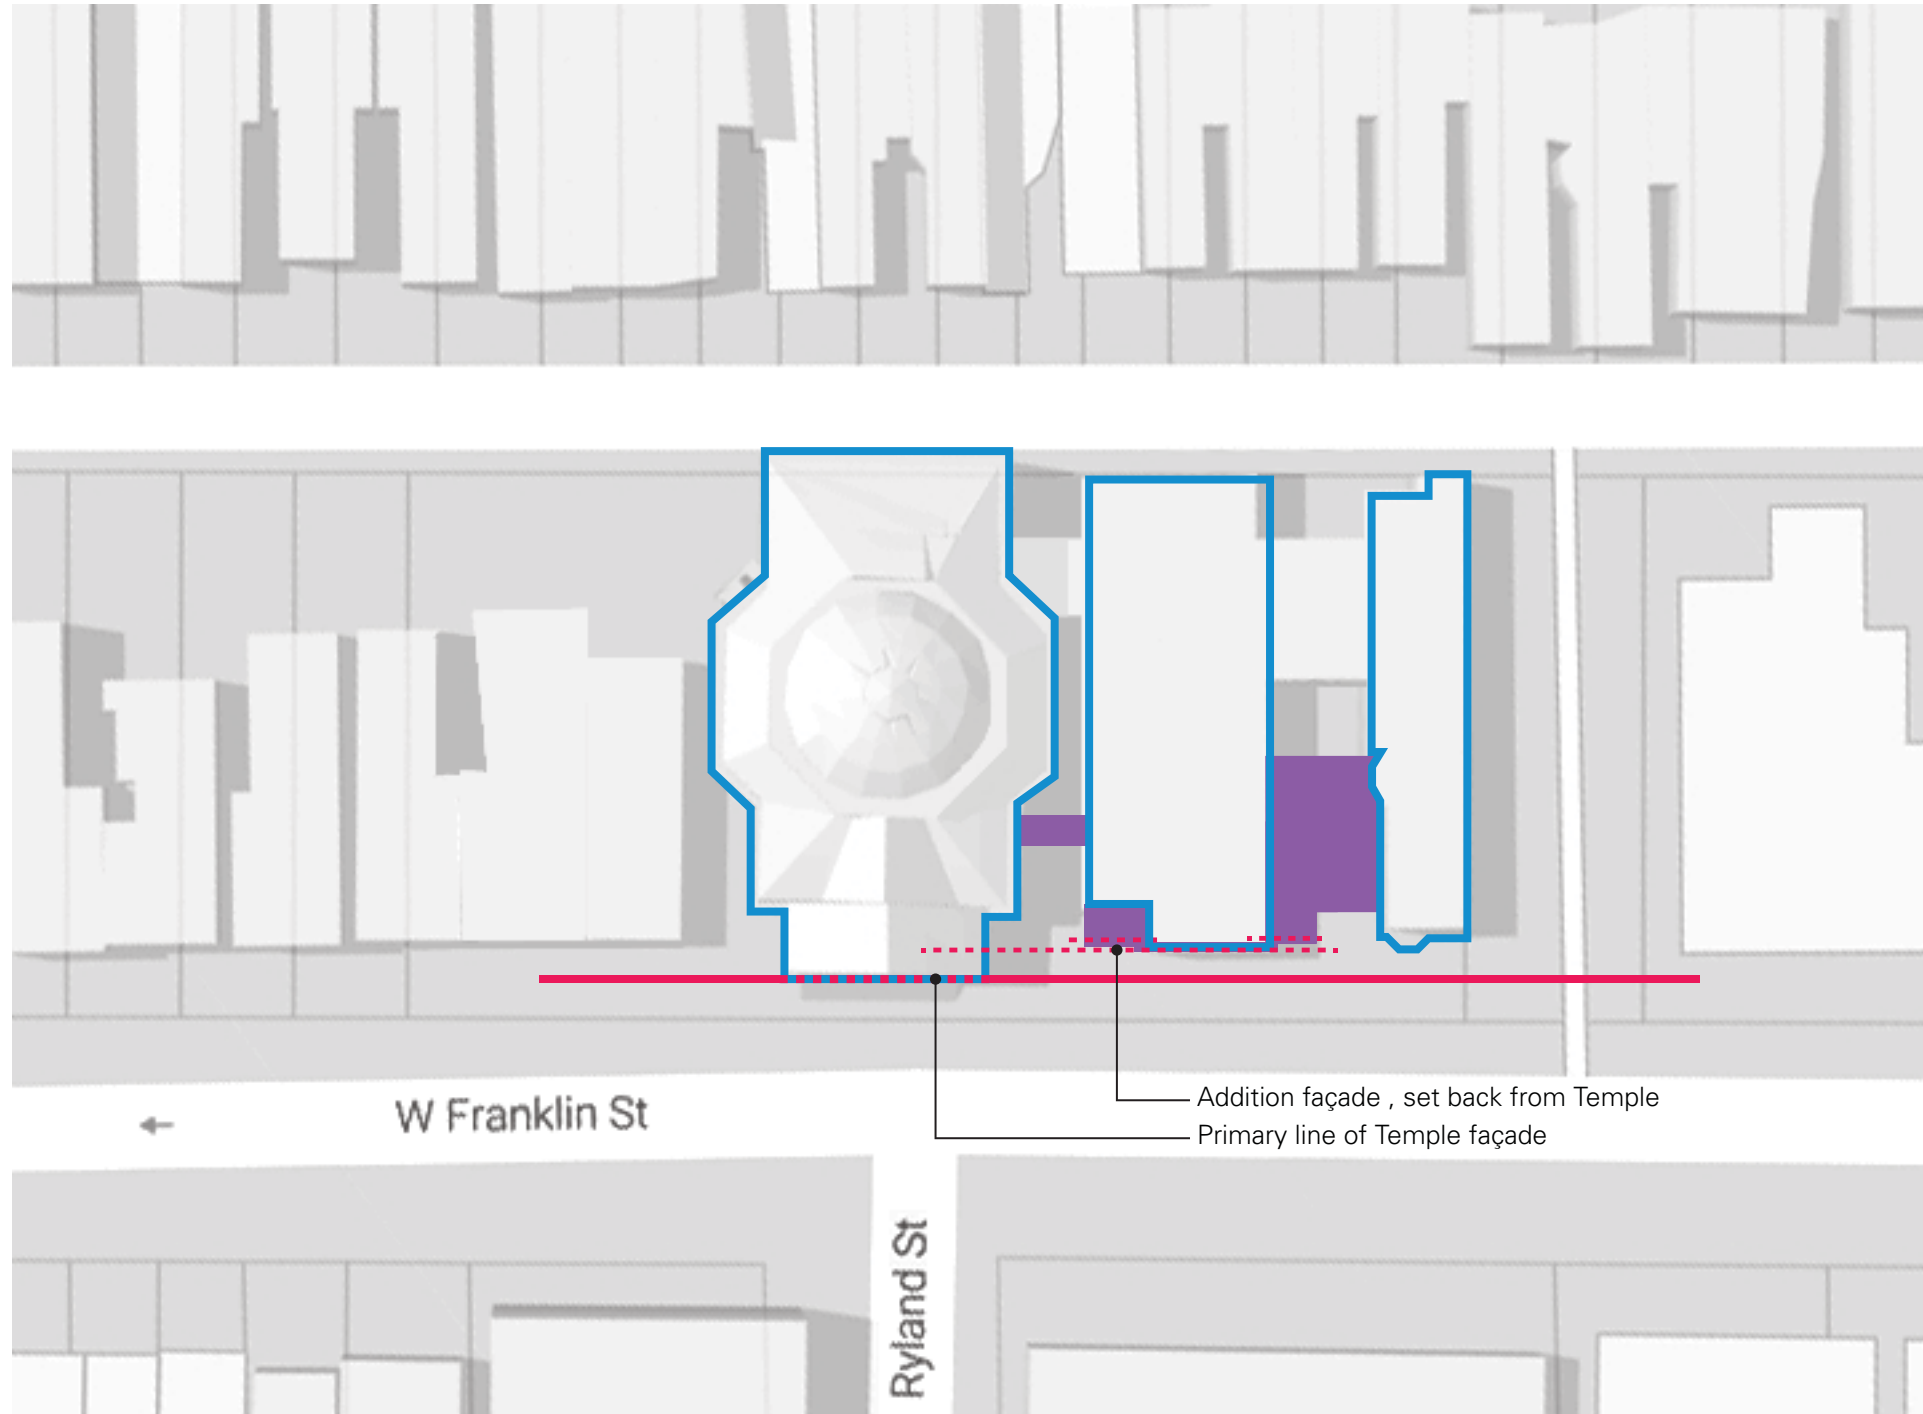 Addition façade , set back from Temple
Primary line of Temple façade
W Franklin St
Ryland St